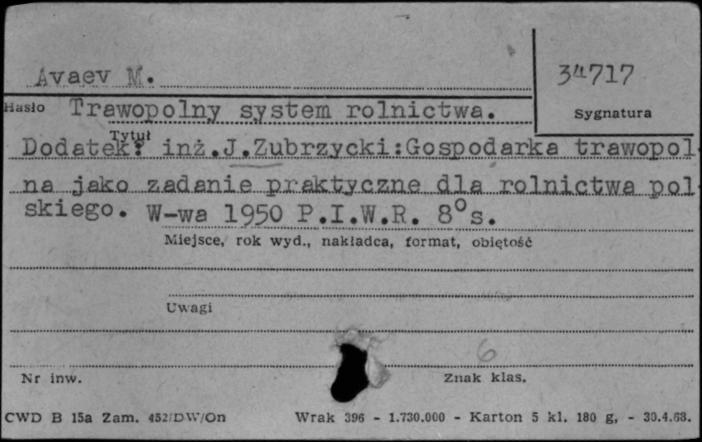 Avaev M.
34717
Hasło Trawopolny system rolnictwa.
Sygnatura
Tytuł
Dodatek: inż.J.Zubrzycki:Gospodarka trawopol
na jako zadanie praktyczne dla rolnictwa pol
skiego. W-wa 1950 P.I.W.R. 8°s.
Miejsce, rok wyd., nakładca, format, objętość
Uwagi
6
Nr inw.
Znak klas.
CWD B 15a Zam. 452/DW/On Wrak 396 - 1.730.000 - Karton 5 kl. 180 g. - 30.4.63.